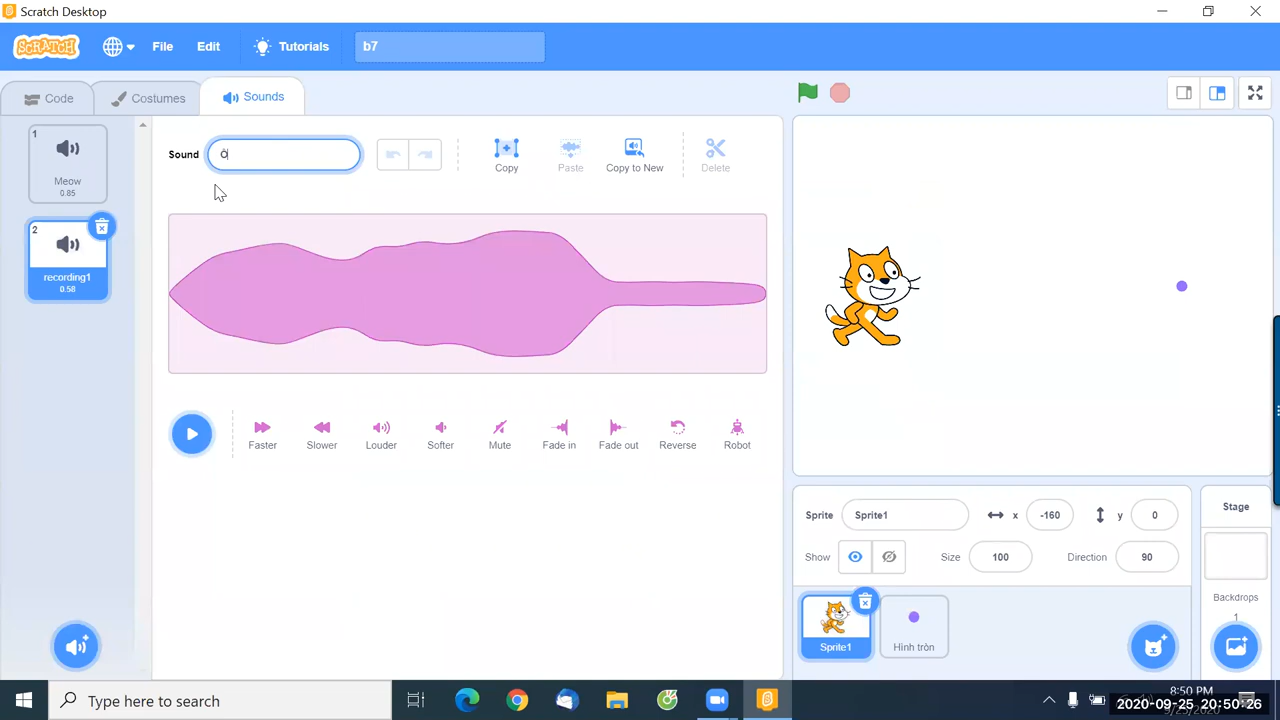 Scratch Desktop
SCRATCH File Edit Tutorials b7
Code Costumes Sounds
1
Meow
0.85
2
recording1
0.58
Sound
Copy Paste Copy to New Delete
Faster Slower Louder Softer Mute Fade in Fade out Reverse Robot
Sprite Sprite1 x -160 y 0
Show Size 100 Direction 90
Sprite1
Hình tròn
Stage
Backdrops
1
Type here to search
8:50 PM
2020-09-25 20:50:26